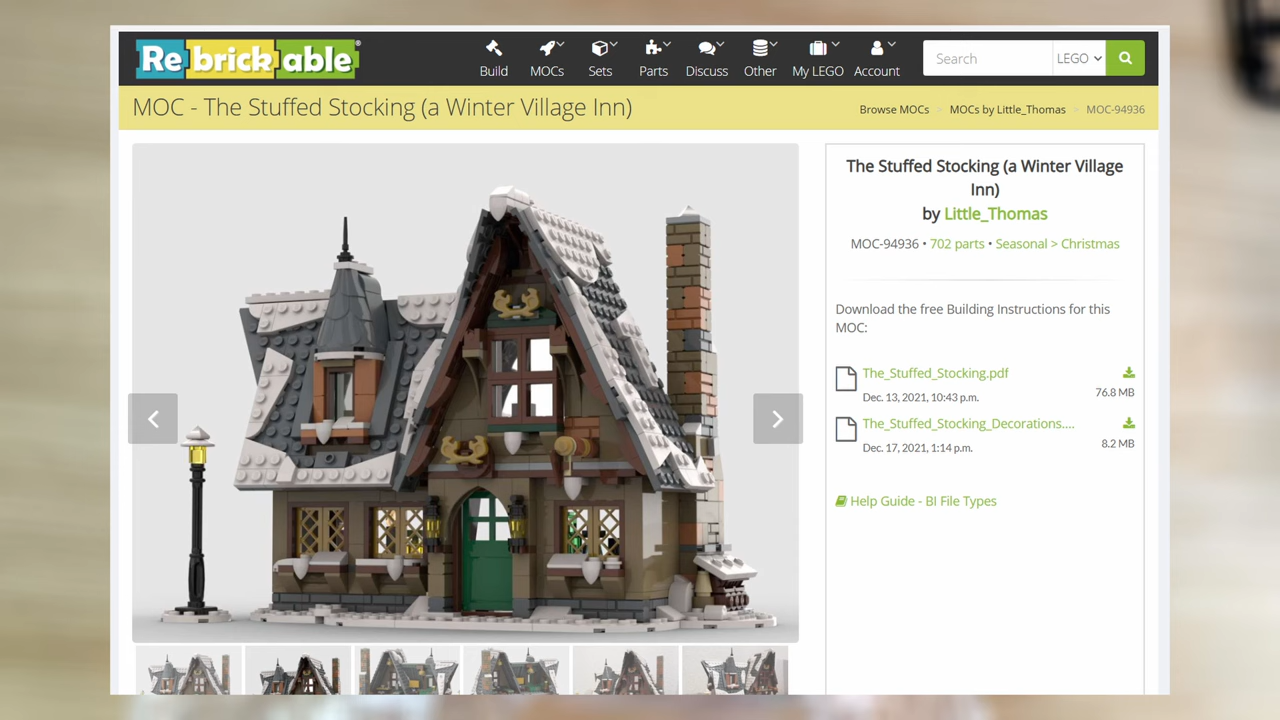 Rebrickable®
Build
MOCs
Sets
Parts
Discuss
Other
My LEGO
Account
Search
LEGO
MOC - The Stuffed Stocking (a Winter Village Inn)
Browse MOCs > MOCs by Little_Thomas > MOC-94936
The Stuffed Stocking (a Winter Village
Inn)
by Little_Thomas
MOC-94936 • 702 parts • Seasonal > Christmas
Download the free Building Instructions for this
MOC:
The_Stuffed_Stocking.pdf
76.8 MB
Dec. 13, 2021, 10:43 p.m.
The_Stuffed_Stocking_Decorations....
8.2 MB
Dec. 17, 2021, 1:14 p.m.
Help Guide - BI File Types